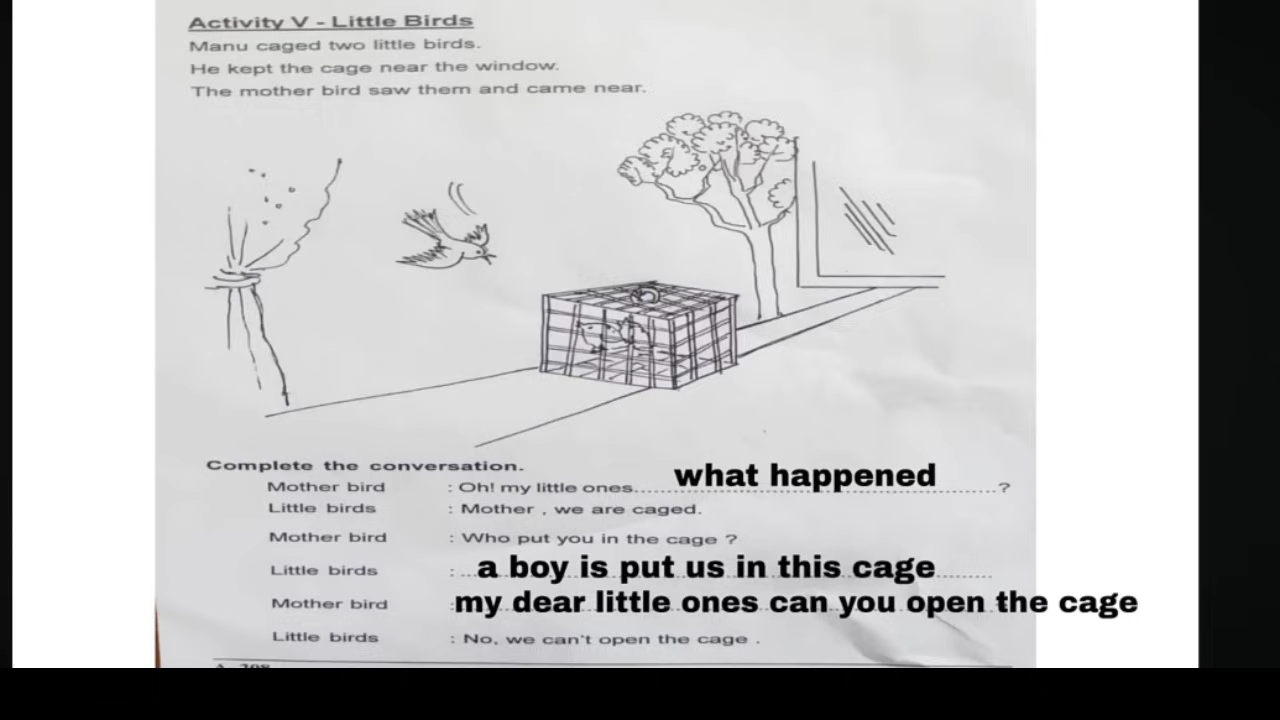 Activity V - Little Birds
Manu caged two little birds.
He kept the cage near the window.
The mother bird saw them and came near.
Complete the conversation.
Mother bird : Oh! my little ones....what happened....?
Little birds : Mother , we are caged.
Mother bird : Who put you in the cage ?
Little birds : ...a boy is put us in this cage.......
Mother bird : my dear little ones can you open the cage
Little birds : No, we can't open the cage .